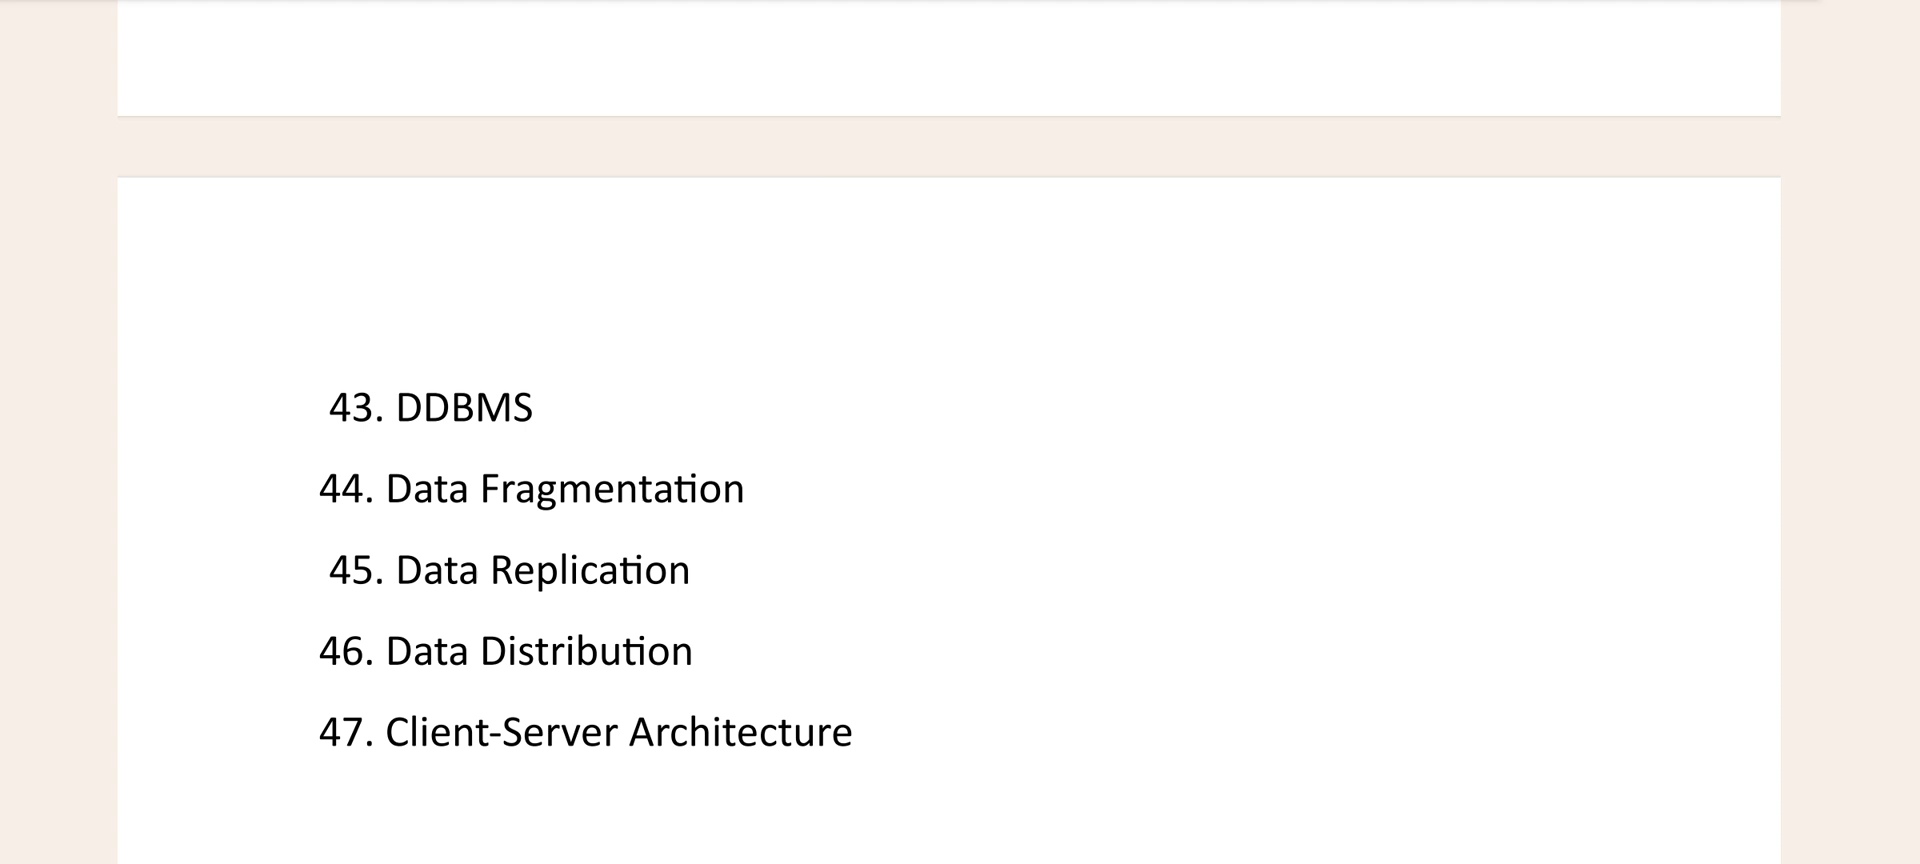 43. DDBMS
44. Data Fragmentation
45. Data Replication
46. Data Distribution
47. Client-Server Architecture